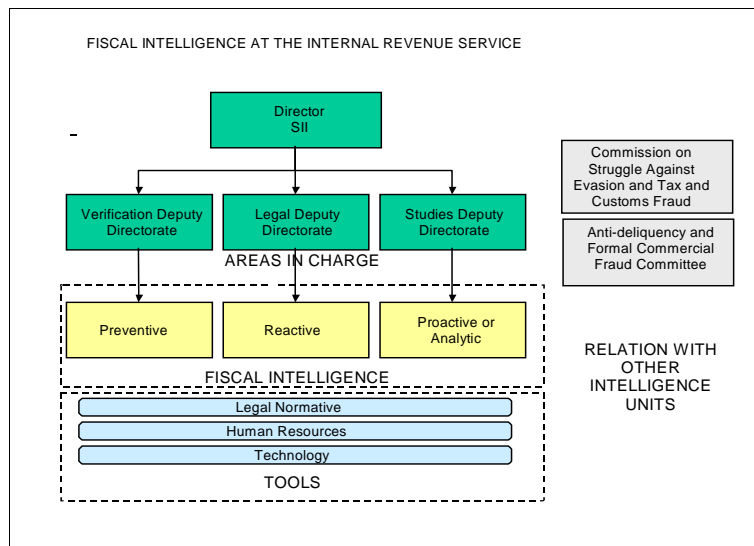 FISCAL INTELLIGENCE AT THE INTERNAL REVENUE SERVICE
Director
SII
Verification Deputy
Directorate
Legal Deputy
Directorate
Studies Deputy
Directorate
AREAS IN CHARGE
Preventive
Reactive
Proactive or
Analytic
FISCAL INTELLIGENCE
Legal Normative
Human Resources
Technology
TOOLS
Commission on
Struggle Against
Evasion and Tax and
Customs Fraud
Anti-deliquency and
Formal Commercial
Fraud Committee
RELATION WITH
OTHER
INTELLIGENCE
UNITS